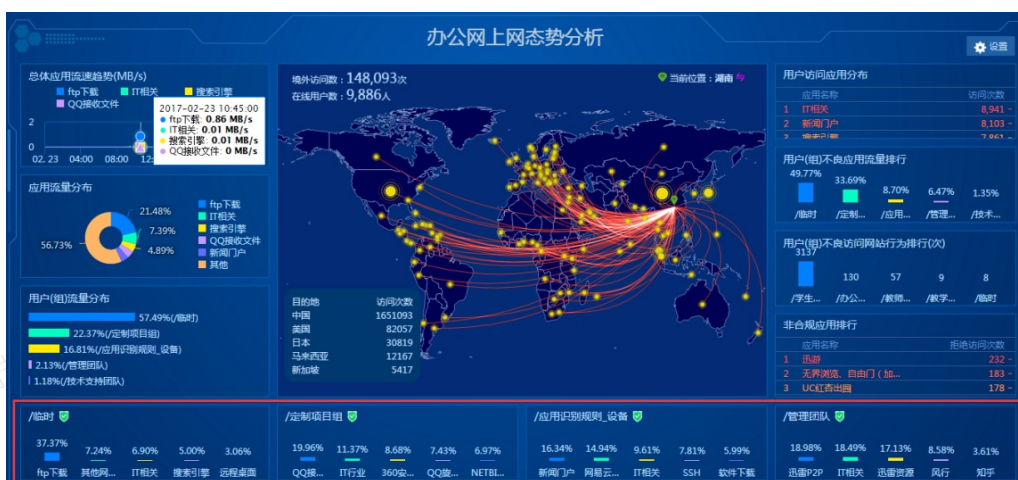 办公网上网态势分析
设置
总体应用流速趋势(MB/s)
ftp下载 IT相关 搜索引擎
QQ接收文件
2017-02-23 10:45:00
ftp下载: 0.86 MB/s
IT相关: 0.01 MB/s
搜索引擎: 0.01 MB/s
QQ接收文件: 0 MB/s
2
0
02. 23 04:00 08:00 12:
应用流量分布
21.48%
7.39%
4.89%
56.73%
ftp下载
IT相关
搜索引擎
QQ接收文件
新闻门户
其他
用户(组)流量分布
57.49%(/临时)
22.37%(/定制项目组)
16.81%(/应用识别规则_设备)
2.13%(/管理团队)
1.18%(/技术支持团队)
境外访问数：148,093次
在线用户数：9,886人
当前位置：湖南
目的地 访问次数
中国 1651093
美国 82057
日本 30819
马来西亚 12167
新加坡 5417
用户访问应用分布
应用名称 访问次数
1 IT相关 8,941 -
2 新闻门户 8,103 -
3 搜索引擎 7,861 -
用户(组)不良应用流量排行
49.77% 33.69% 8.70% 6.47% 1.35%
/临时 /定制... /应用... /管理... /技术...
用户(组)不良访问网站行为排行(次)
3137 130 57 9 8
/学生... /办公... /教师... /教学... /临时
非合规应用排行
应用名称 拒绝访问次数
1 迅游 232 -
2 无界浏览、自由门 ( 加... 183 -
3 UC红杏出园 178 -
/临时
37.37% 7.24% 6.90% 5.00% 3.06%
ftp下载 其他网... IT相关 搜索引擎 远程桌面
/定制项目组
19.96% 11.37% 8.68% 7.43% 6.97%
QQ接... IT行业 360安... QQ旋... NETBI...
/应用识别规则_设备
16.34% 14.94% 9.61% 7.81% 5.99%
新闻门户 网易云... IT相关 SSH 软件下载
/管理团队
18.98% 18.49% 17.13% 8.58% 3.61%
迅雷P2P IT相关 迅雷资源 风行 知乎